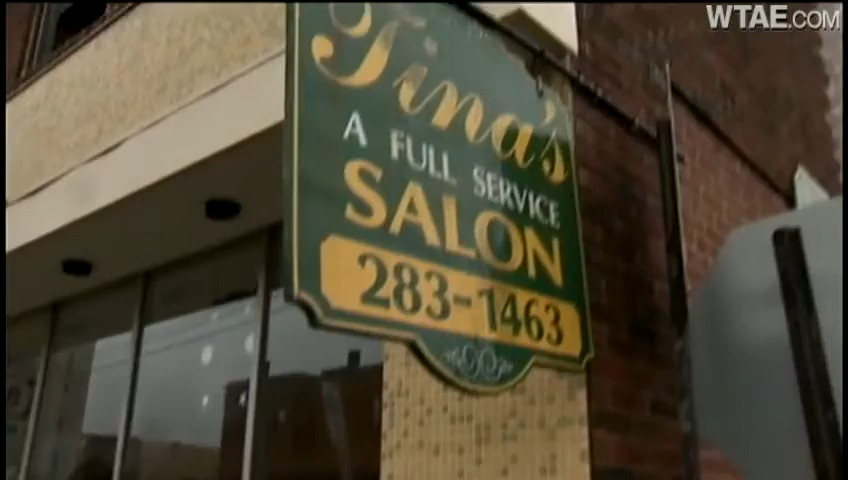 WTAE.COM
Tina's
A FULL SERVICE
SALON
283-1463